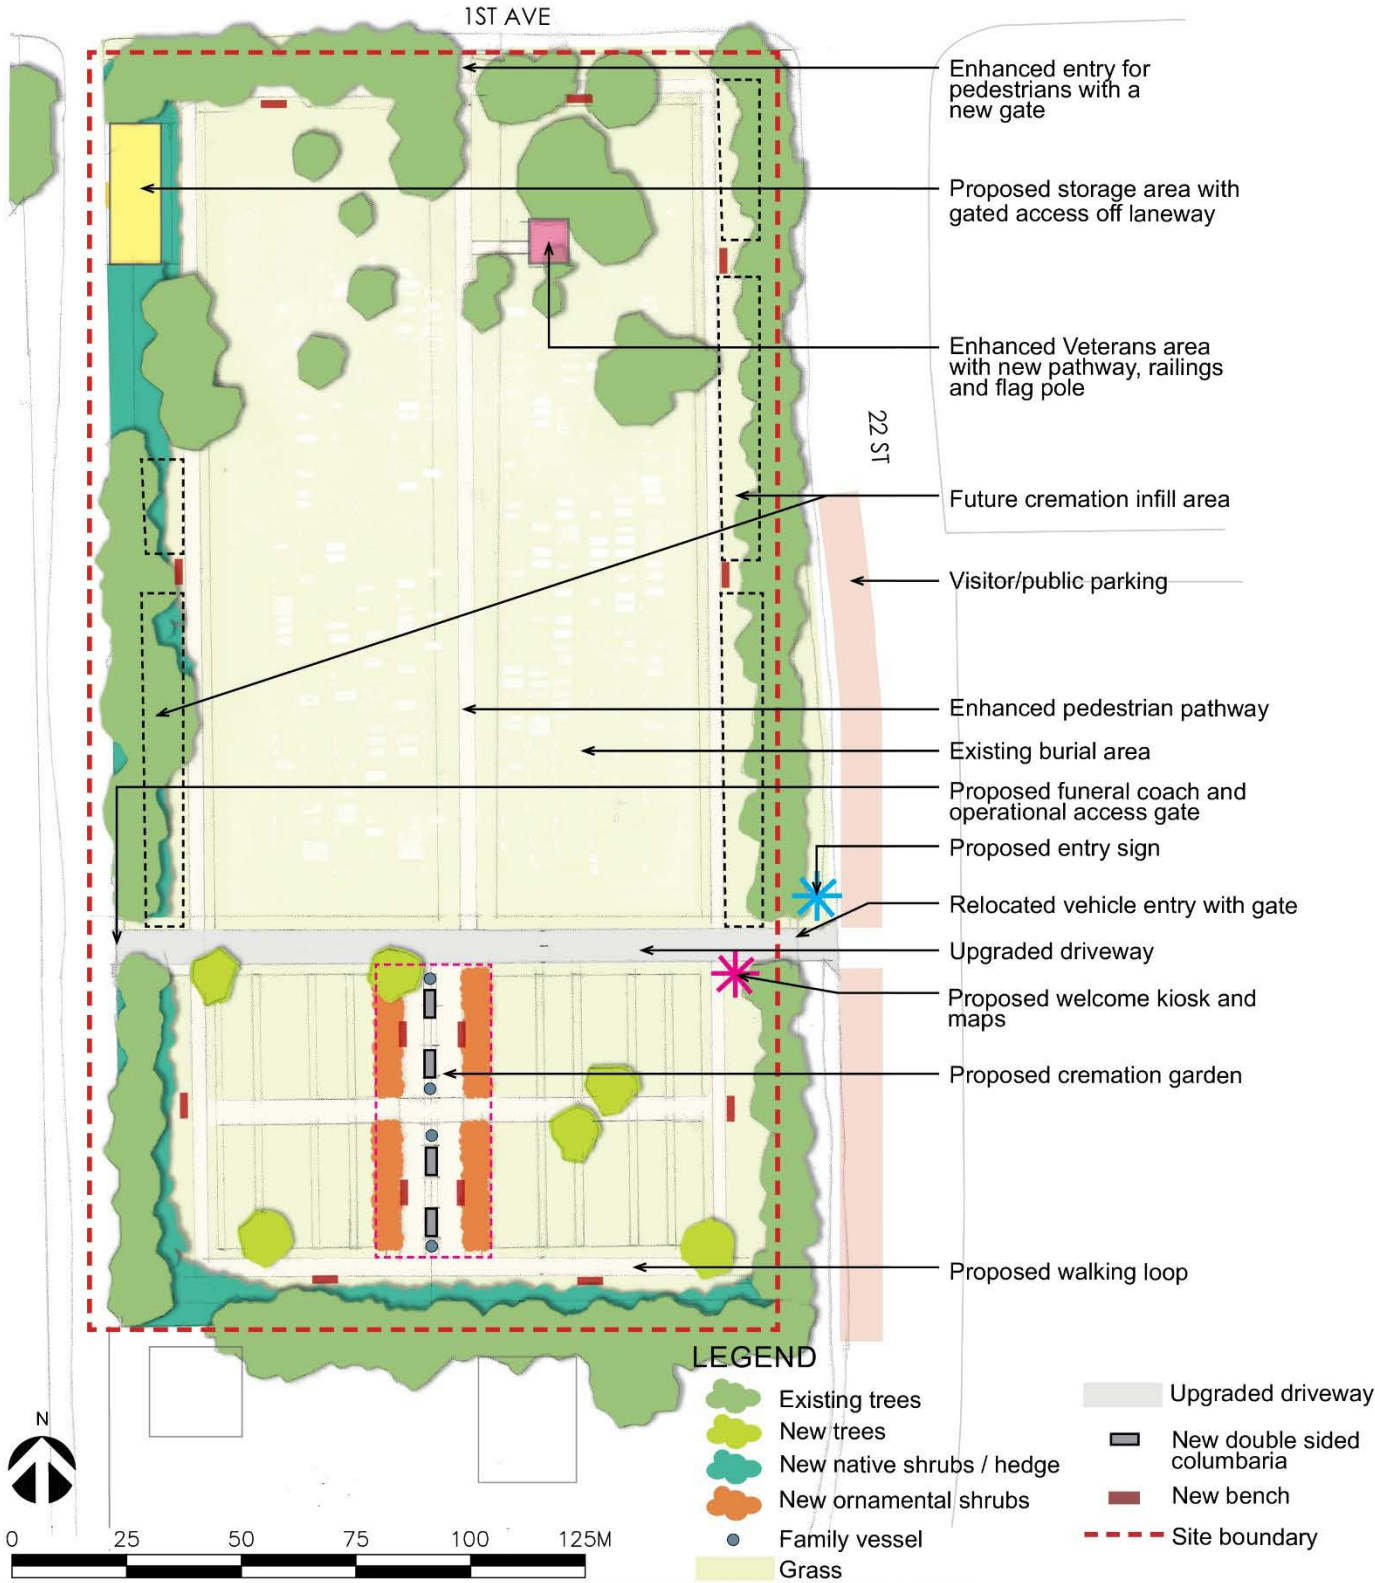 1ST AVE
Enhanced entry for
pedestrians with a
new gate
Proposed storage area with
gated access off laneway
Enhanced Veterans area
with new pathway, railings
and flag pole
22 ST
Future cremation infill area
Visitor/public parking
Enhanced pedestrian pathway
Existing burial area
Proposed funeral coach and
operational access gate
Proposed entry sign
Relocated vehicle entry with gate
Upgraded driveway
Proposed welcome kiosk and
maps
Proposed cremation garden
Proposed walking loop
LEGEND
Existing trees
New trees
New native shrubs / hedge
New ornamental shrubs
Family vessel
Grass
Upgraded driveway
New double sided
columbaria
New bench
Site boundary
N
0 25 50 75 100 125M